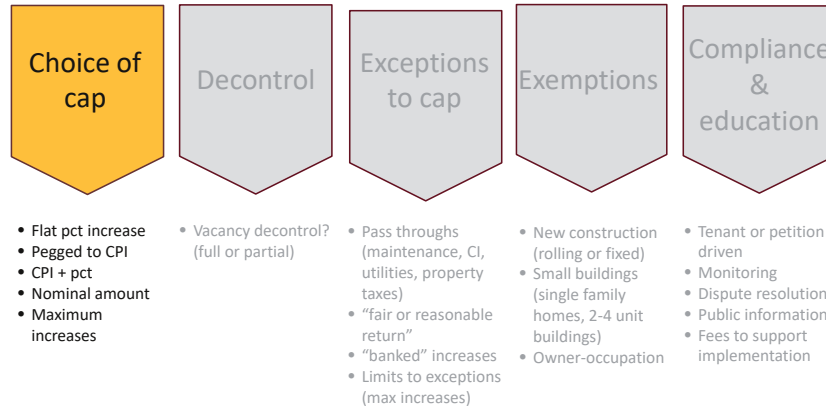 Choice of
cap
Decontrol
Exceptions
to cap
Exemptions
Compliance
&
education
• Flat pct increase
• Pegged to CPI
• CPI + pct
• Nominal amount
• Maximum
increases
• Vacancy decontrol?
(full or partial)
• Pass throughs
(maintenance, CI,
utilities, property
taxes)
• “fair or reasonable
return”
• “banked” increases
• Limits to exceptions
(max increases)
• New construction
(rolling or fixed)
• Small buildings
(single family
homes, 2-4 unit
buildings)
• Owner-occupation
• Tenant or petition
driven
• Monitoring
• Dispute resolution
• Public information
• Fees to support
implementation